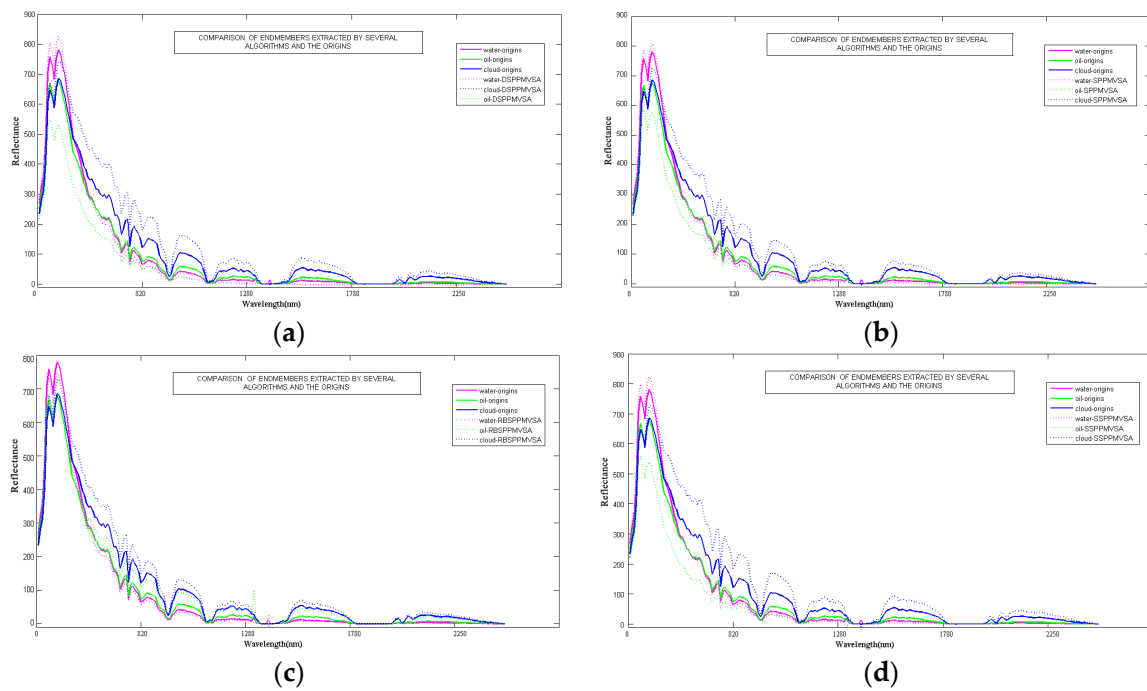 COMPARISON OF ENDMEMBERS EXTRACTED BY SEVERAL
ALGORITHMS AND THE ORIGINS
water-origins
oil-origins
cloud-origins
water-DSPPMVSA
cloud-DSPPMVSA
oil-DSPPMVSA
900
800
700
600
500
400
300
200
100
0
Reflectance
0 820 1280 1780 2250
Wavelength(nm)
(a)
COMPARISON OF ENDMEMBERS EXTRACTED BY SEVERAL
ALGORITHMS AND THE ORIGINS
water-origins
oil-origins
cloud-origins
water-SPPMVSA
oil-SPPMVSA
cloud-SPPMVSA
900
800
700
600
500
400
300
200
100
0
Reflectance
0 820 1280 1780 2250
Wavelength(nm)
(b)
COMPARISON OF ENDMEMBERS EXTRACTED BY SEVERAL
ALGORITHMS AND THE ORIGINS
water-origins
oil-origins
cloud-origins
water-RBSPPMVSA
oil-RBSPPMVSA
cloud-RBSPPMVSA
800
700
600
500
400
300
200
100
0
Reflectance
0 820 1280 1780 2250
Wavelength(nm)
(c)
COMPARISON OF ENDMEMBERS EXTRACTED BY SEVERAL
ALGORITHMS AND THE ORIGINS
water-origins
oil-origins
cloud-origins
water-SSPPMVSA
oil-SSPPMVSA
cloud-SSPPMVSA
900
800
700
600
500
400
300
200
100
0
Reflectance
0 820 1280 1780 2250
Wavelength(nm)
(d)